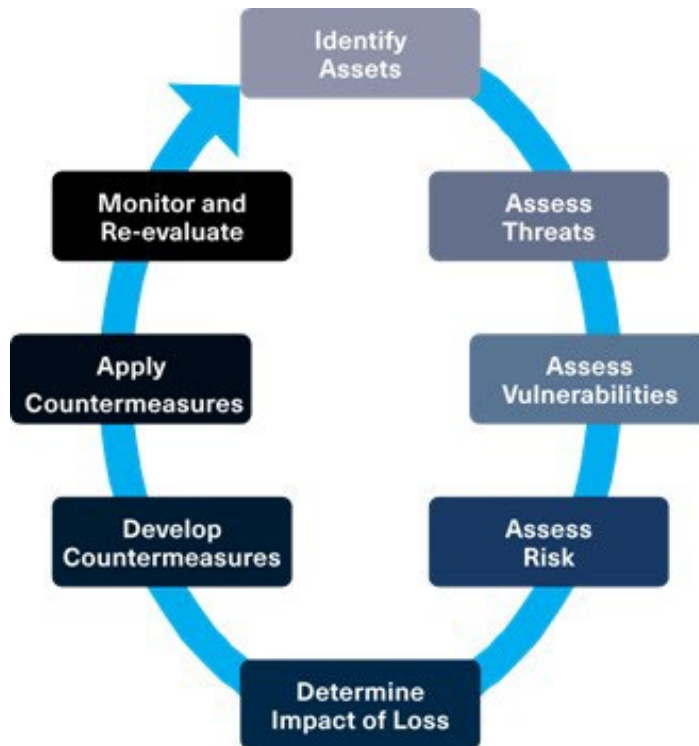 Identify
Assets
Assess
Threats
Assess
Vulnerabilities
Assess
Risk
Determine
Impact of Loss
Develop
Countermeasures
Apply
Countermeasures
Monitor and
Re-evaluate